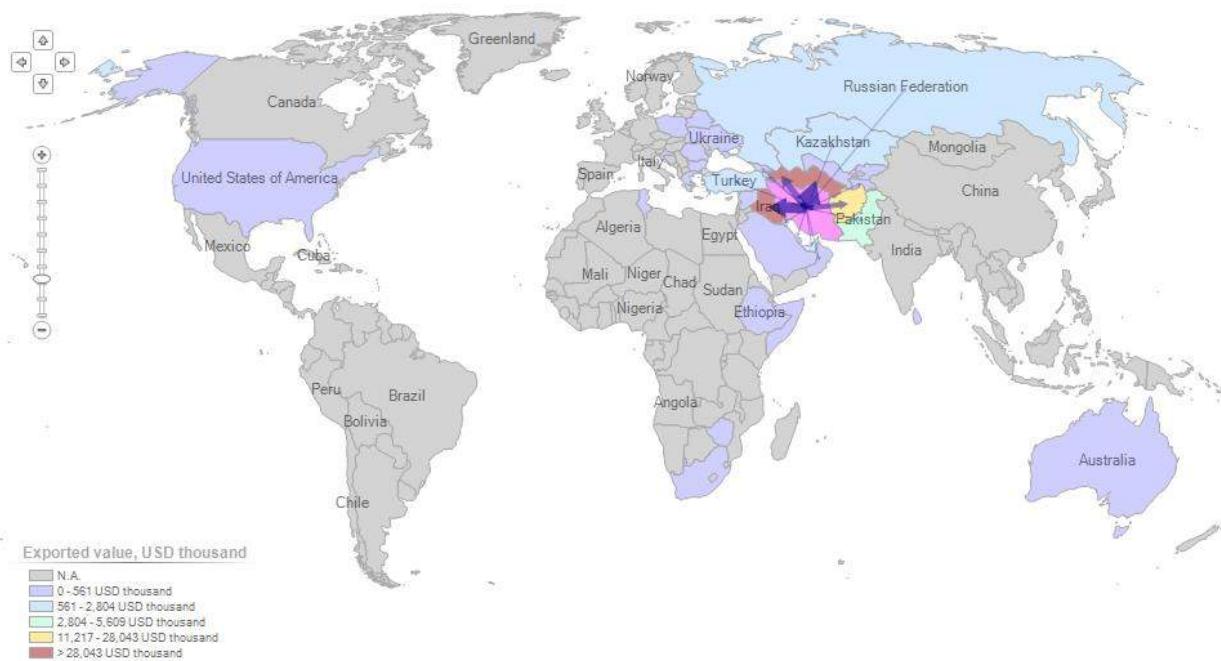 Greenland
Norway
Russian Federation
Canada
Ukraine
Kazakhstan
Mongolia
Italy
United States of America
Spain
Turkey
China
Iran
Pakistan
Mexico
Cuba
Algeria
Egypt
India
Mali
Niger
Chad
Sudan
Nigeria
Ethiopia
Peru
Brazil
Angola
Bolivia
Australia
Chile
Exported value, USD thousand
N.A.
0 - 561 USD thousand
561 - 2,804 USD thousand
2,804 - 5,609 USD thousand
11,217 - 28,043 USD thousand
> 28,043 USD thousand